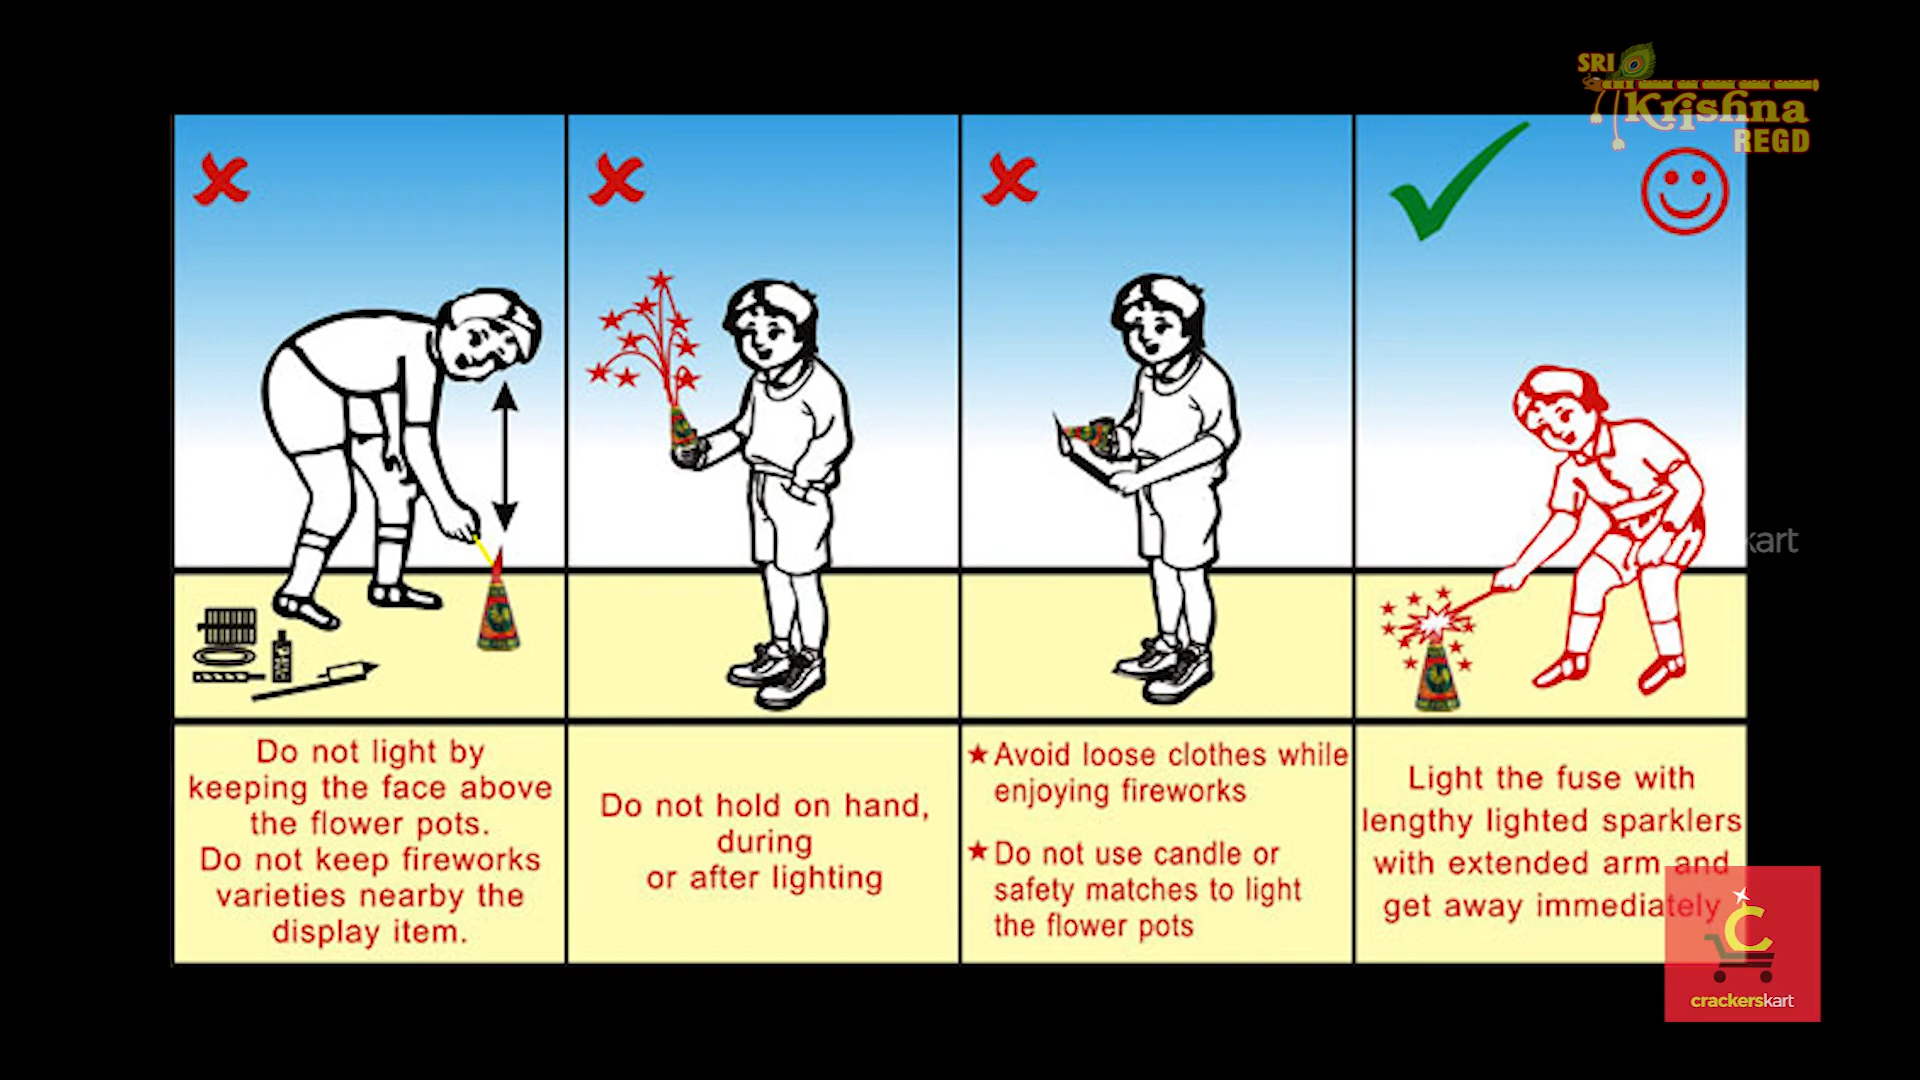 SRI
Krishna
REGD
kart
Do not light by
keeping the face above
the flower pots.
Do not keep fireworks
varieties nearby the
display item.
Do not hold on hand,
during
or after lighting
★ Avoid loose clothes while
enjoying fireworks
★ Do not use candle or
safety matches to light
the flower pots
Light the fuse with
lengthy lighted sparklers
with extended arm and
get away immediately
C
crackerskart